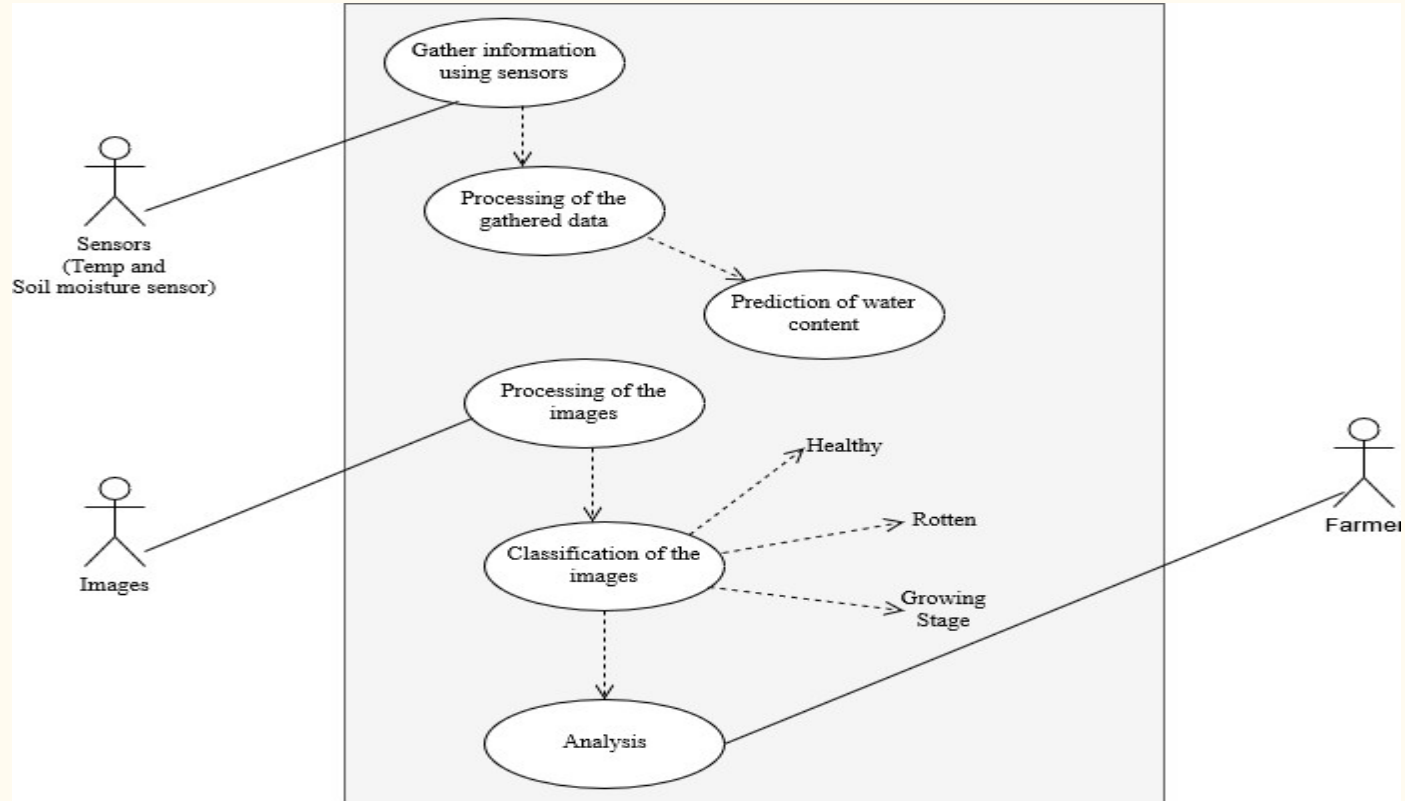 Gather information
using sensors
Processing of the
gathered data
Sensors
(Temp and
Soil moisture sensor)
Prediction of water
content
Processing of the
images
Healthy
Rotten
Farmer
Classification of the
images
Images
Growing
Stage
Analysis